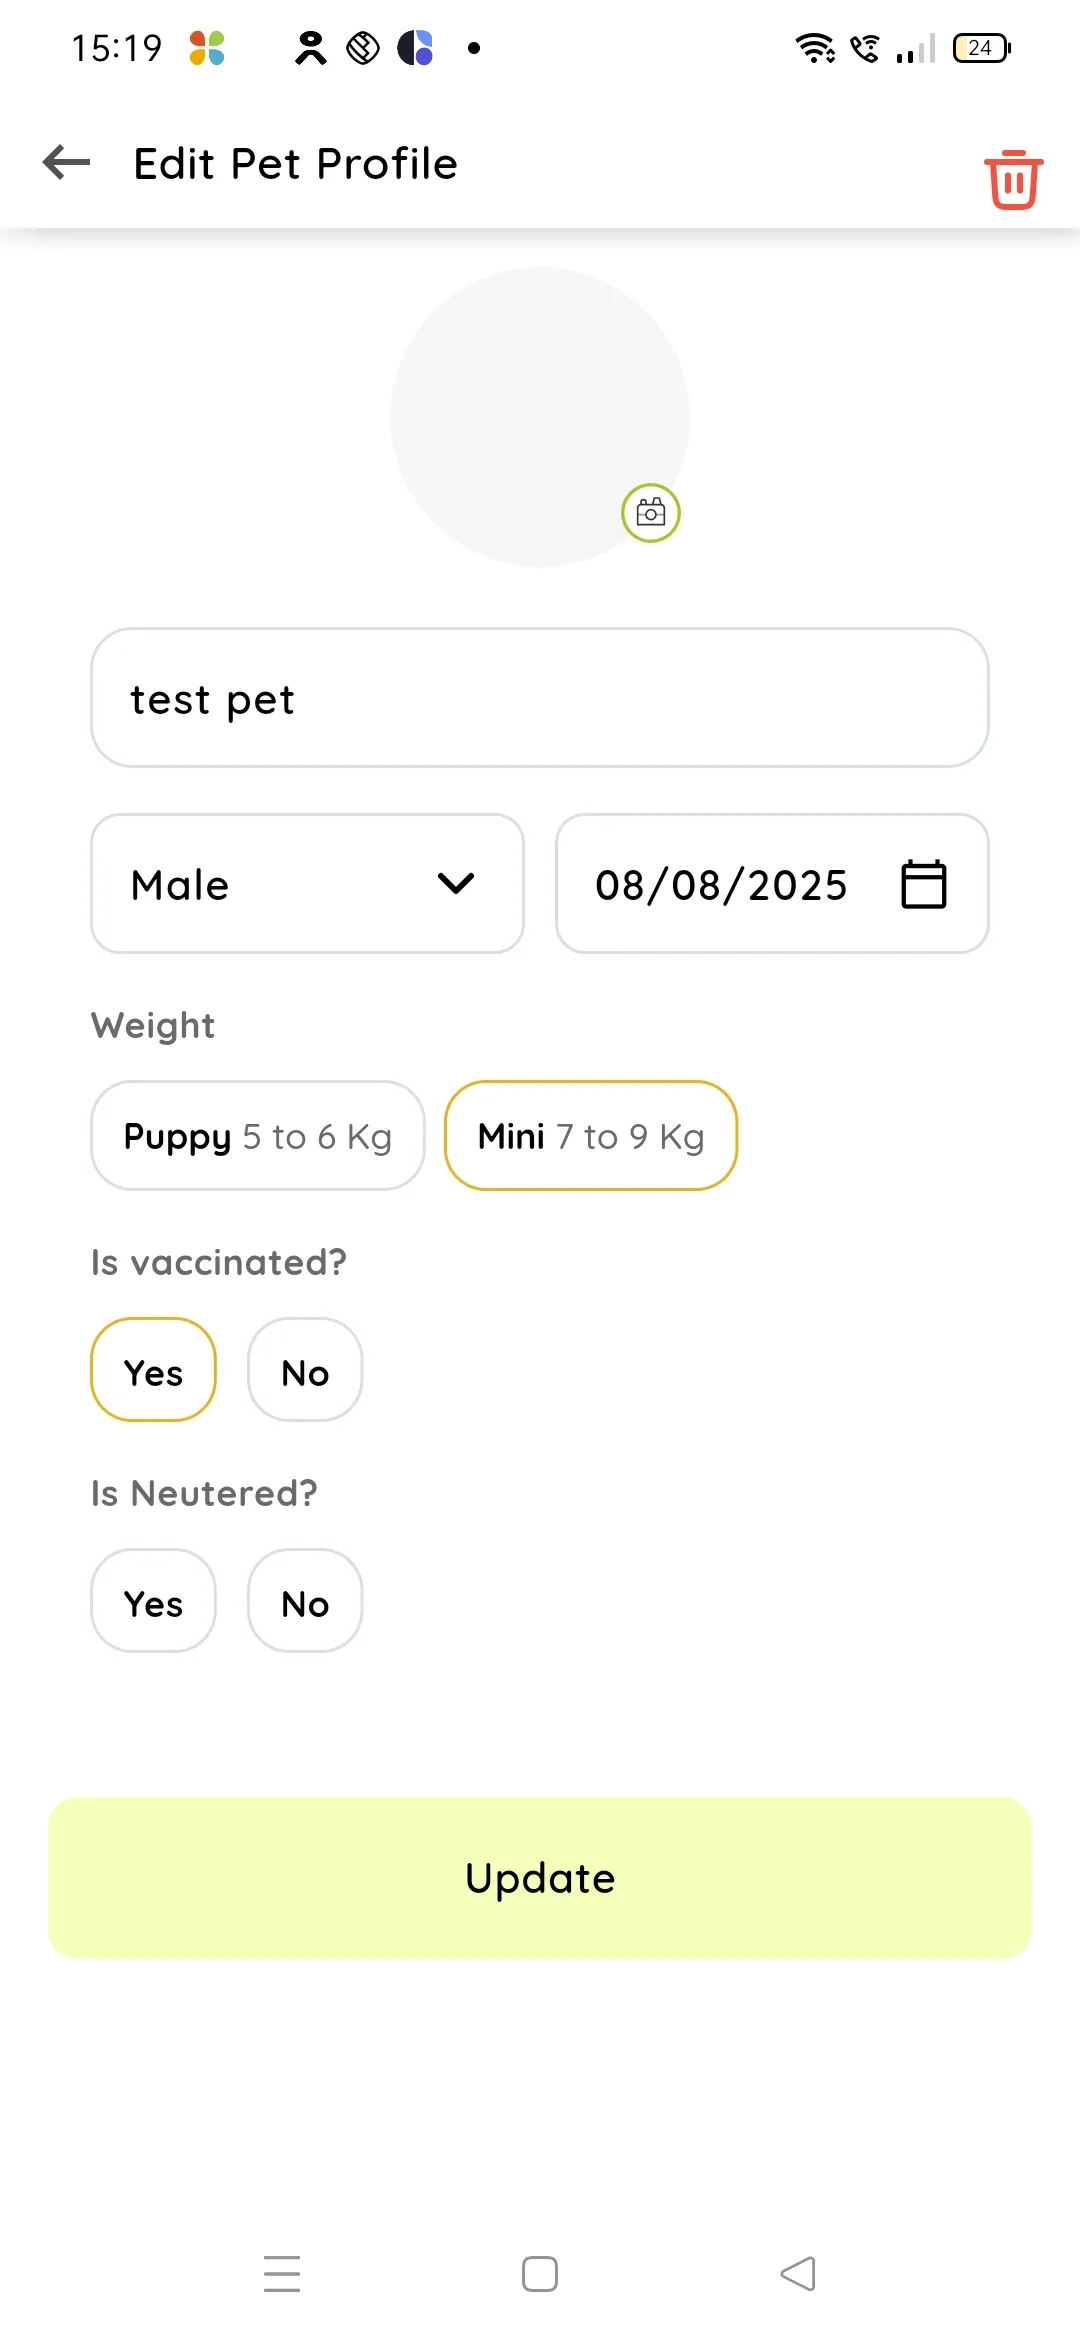 15:19 24
Edit Pet Profile
test pet
Male 08/08/2025
Weight
Puppy 5 to 6 Kg Mini 7 to 9 Kg
Is vaccinated?
Yes No
Is Neutered?
Yes No
Update